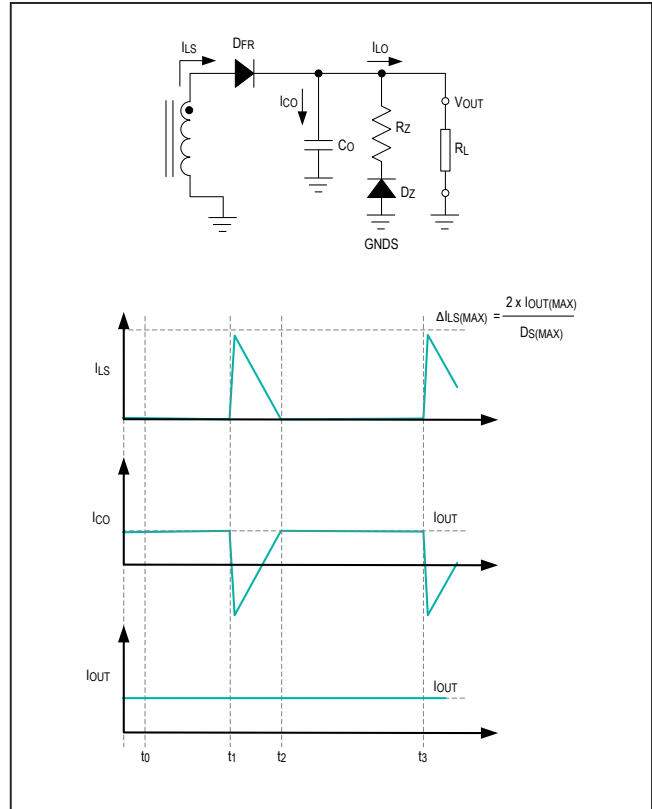 ILS
DFR
ILO
ICO
VOUT
RZ
CO
RL
DZ
GNDS
ΔILS(MAX) = 2 x IOUT(MAX) / DS(MAX)
ILS
ICO
IOUT
IOUT
IOUT
t0
t1
t2
t3